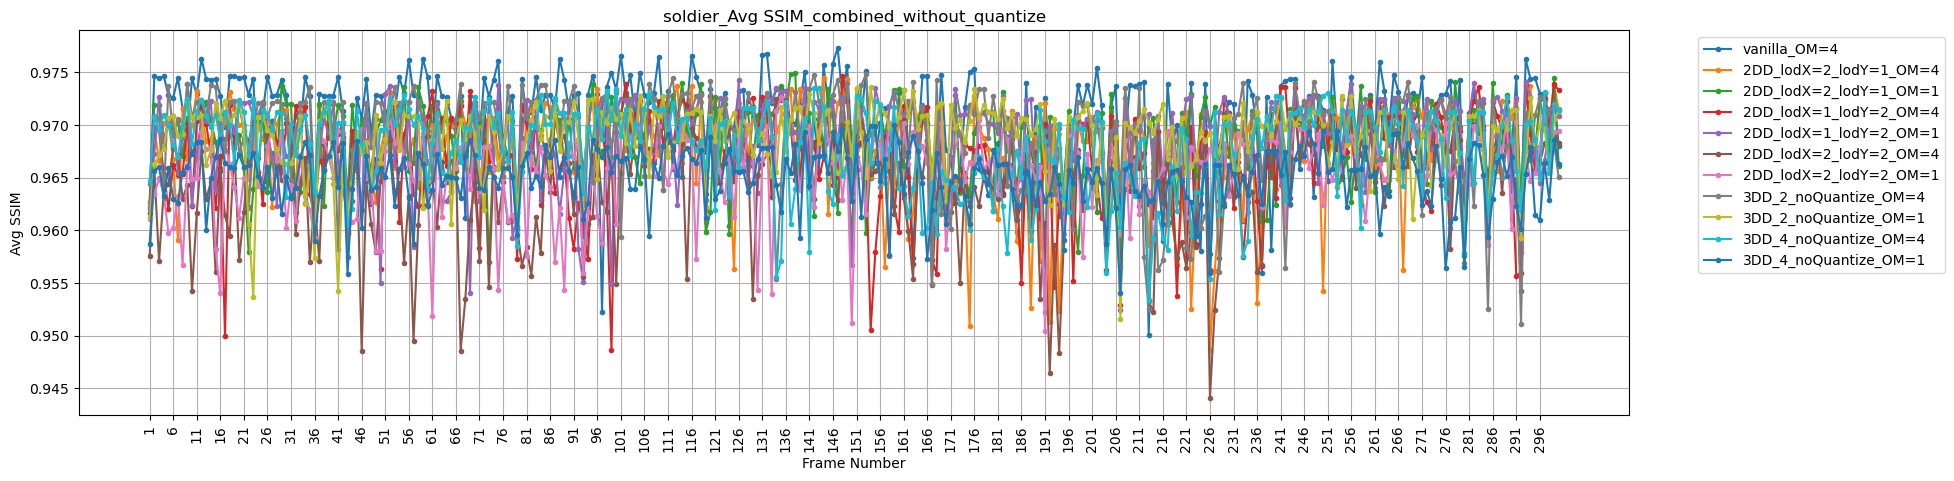 soldier_Avg SSIM_combined_without_quantize
Avg SSIM
0.975
0.970
0.965
0.960
0.955
0.950
0.945
1 6 11 16 21 26 31 36 41 46 51 56 61 66 71 76 81 86 91 96 101 106 111 116 121 126 131 136 141 146 151 156 161 166 171 176 181 186 191 196 201 206 211 216 221 226 231 236 241 246 251 256 261 266 271 276 281 286 291 296
Frame Number
vanilla_OM=4
2DD_lodX=2_lodY=1_OM=4
2DD_lodX=2_lodY=1_OM=1
2DD_lodX=1_lodY=2_OM=4
2DD_lodX=1_lodY=2_OM=1
2DD_lodX=2_lodY=2_OM=4
2DD_lodX=2_lodY=2_OM=1
3DD_2_noQuantize_OM=4
3DD_2_noQuantize_OM=1
3DD_4_noQuantize_OM=4
3DD_4_noQuantize_OM=1